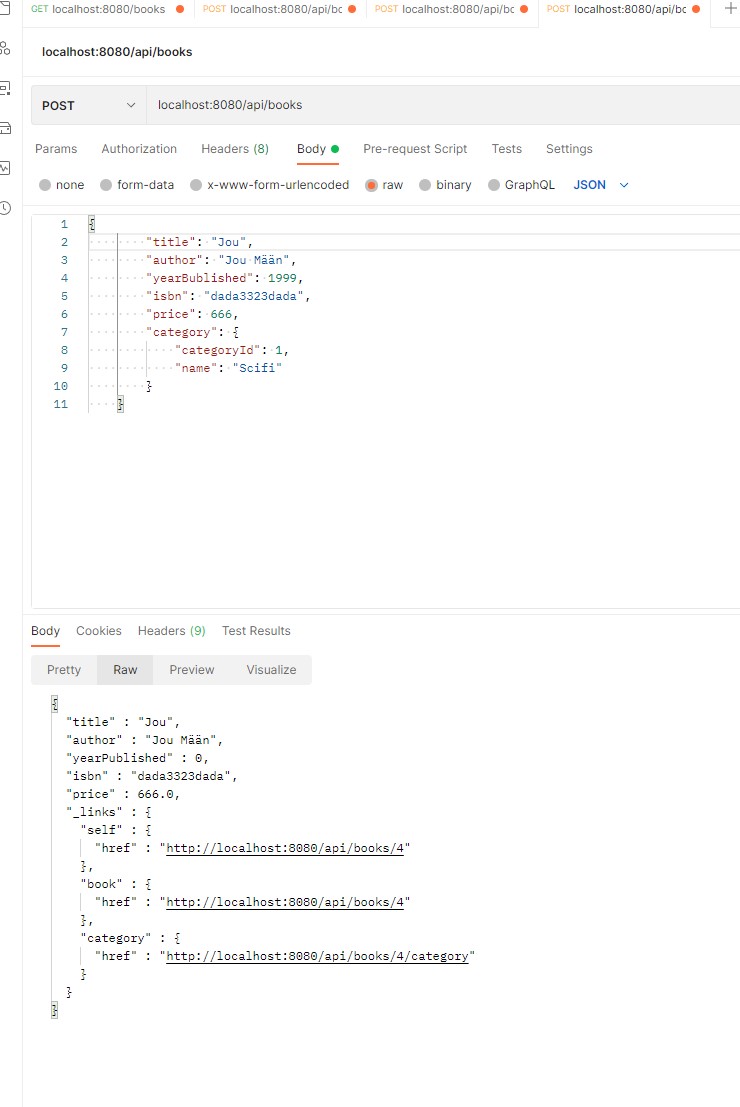 GET localhost:8080/books POST localhost:8080/api/bc POST localhost:8080/api/bc POST localhost:8080/api/bc +
localhost:8080/api/books
POST localhost:8080/api/books
Params Authorization Headers (8) Body Pre-request Script Tests Settings
none form-data x-www-form-urlencoded raw binary GraphQL JSON
1 {
2 "title": "Jou",
3 "author": "Jou Mään",
4 "yearBublished": 1999,
5 "isbn": "dada3323dada",
6 "price": 666,
7 "category": {
8 "categoryId": 1,
9 "name": "Scifi"
10 }
11 }
Body Cookies Headers (9) Test Results
Pretty Raw Preview Visualize
{
"title" : "Jou",
"author" : "Jou Mään",
"yearPublished" : 0,
"isbn" : "dada3323dada",
"price" : 666.0,
"_links" : {
"self" : {
"href" : "http://localhost:8080/api/books/4"
},
"book" : {
"href" : "http://localhost:8080/api/books/4"
},
"category" : {
"href" : "http://localhost:8080/api/books/4/category"
}
}
}